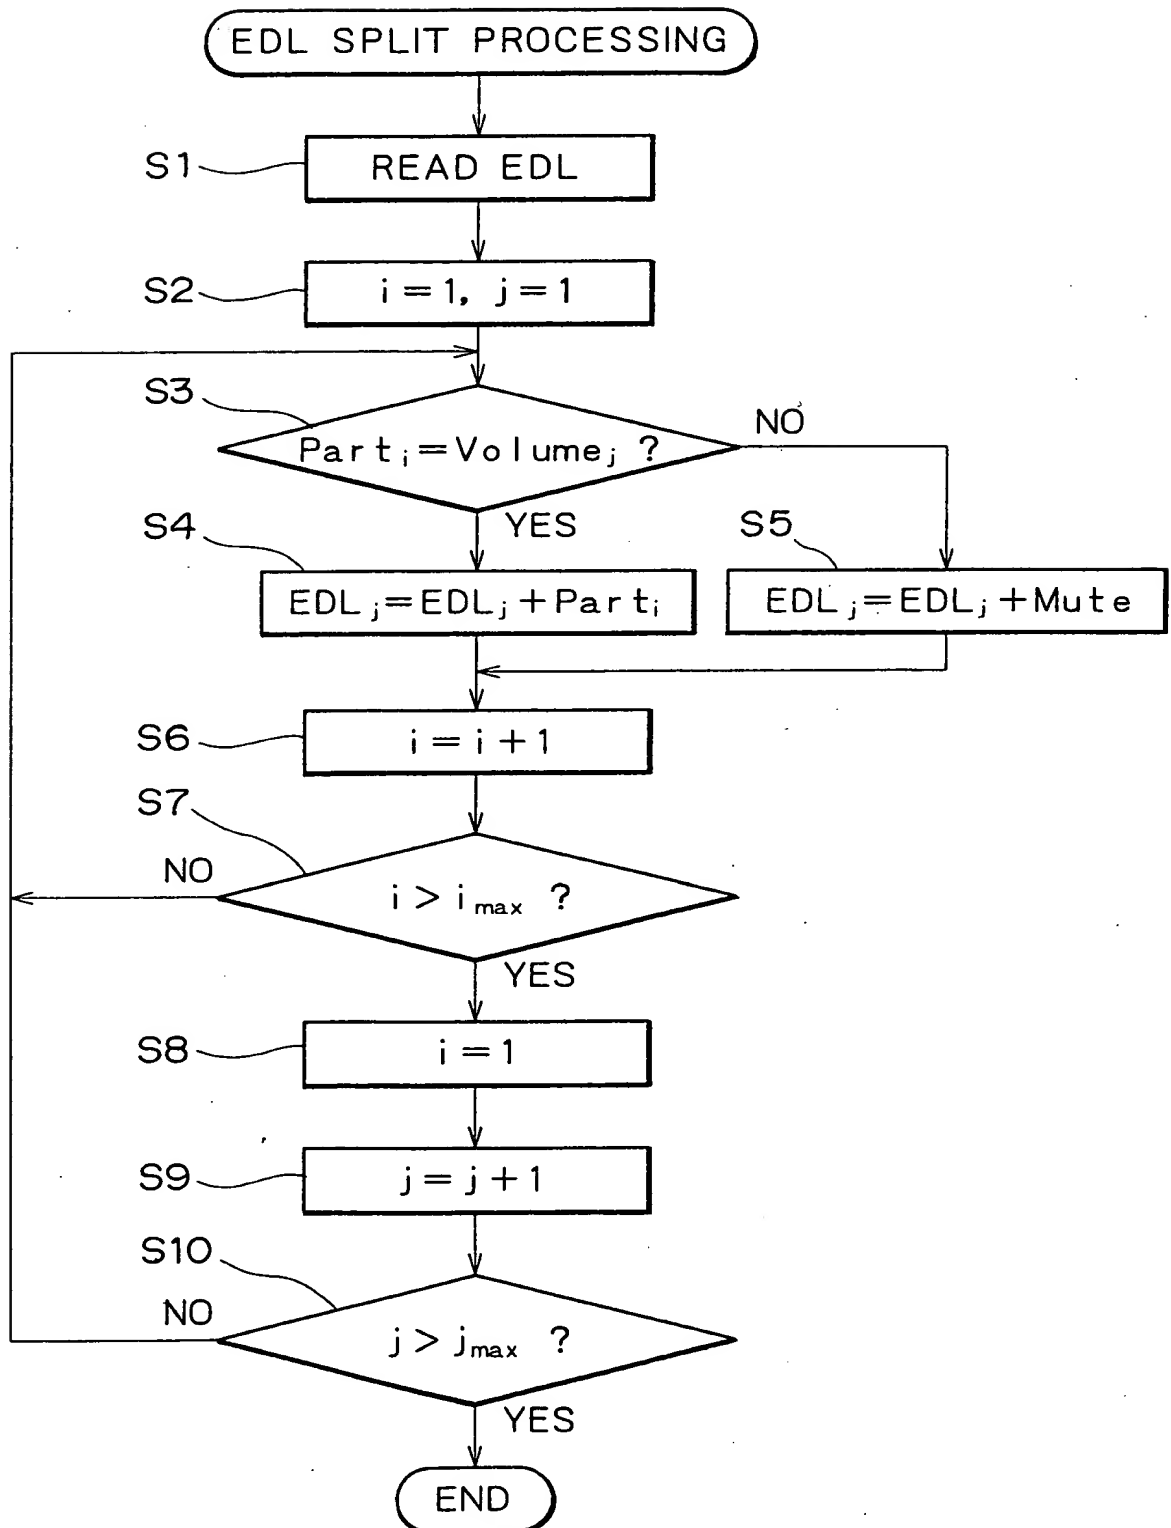 EDL SPLIT PROCESSING
S1
READ EDL
S2
i=1, j=1
S3
Part i=Volume j ?
NO
YES
S4
EDL j=EDL j+Part i
S5
EDL j=EDL j+Mute
S6
i=i+1
S7
i>i max ?
NO
YES
S8
i=1
S9
j=j+1
S10
j>j max ?
NO
YES
END